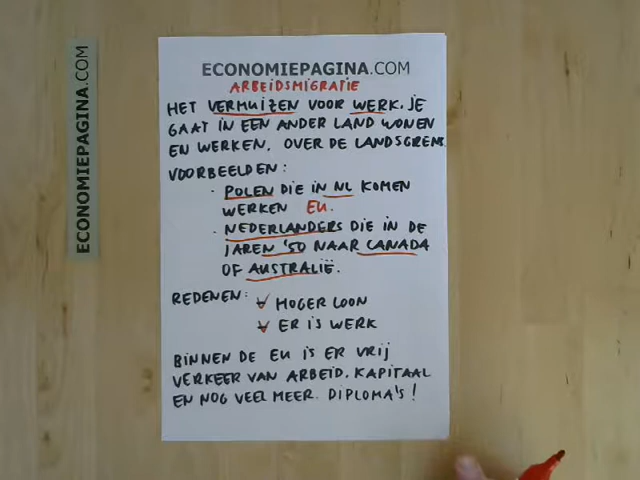 ECONOMIEPAGINA.COM
ECONOMIEPAGINA.COM
ARBEIDSMIGRATIE
HET VERHUIZEN VOOR WERK. JE
GAAT IN EEN ANDER LAND WONEN
EN WERKEN. OVER DE LANDSGRENS
VOORBEELDEN:
· POLEN DIE IN NL KOMEN
WERKEN EU.
· NEDERLANDERS DIE IN DE
JAREN '50 NAAR CANADA
OF AUSTRALIË.
REDENEN: HOGER LOON
ER IS WERK
BINNEN DE EU IS ER VRIJ
VERKEER VAN ARBEID. KAPITAAL
EN NOG VEEL MEER. DIPLOMA'S!